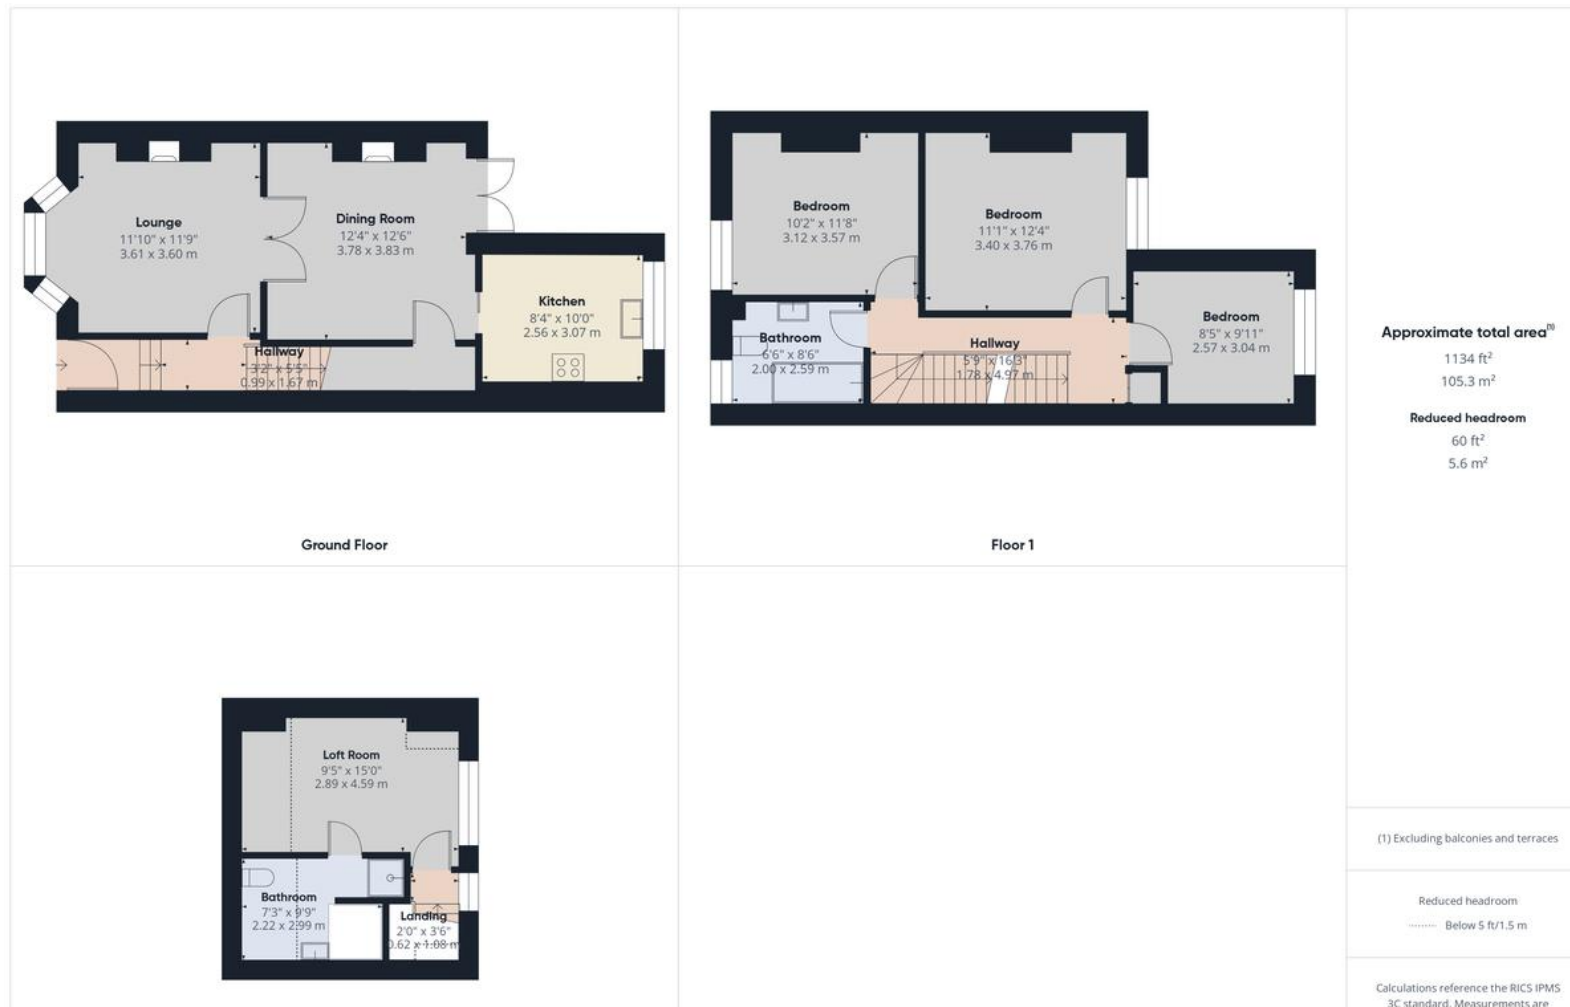 Lounge
11'10" x 11'9"
3.61 x 3.60 m
Dining Room
12'4" x 12'6"
3.78 x 3.83 m
Kitchen
8'4" x 10'0"
2.56 x 3.07 m
Hallway
3'2" x 5'5"
0.99 x 1.67 m
Ground Floor
Bedroom
10'2" x 11'8"
3.12 x 3.57 m
Bedroom
11'1" x 12'4"
3.40 x 3.76 m
Bedroom
8'5" x 9'11"
2.57 x 3.04 m
Bathroom
6'6" x 8'6"
2.00 x 2.59 m
Hallway
5'9" x 16'3"
1.78 x 4.97 m
Floor 1
Loft Room
9'5" x 15'0"
2.89 x 4.59 m
Bathroom
7'3" x 9'9"
2.22 x 2.99 m
Landing
2'0" x 3'6"
0.62 x 1.08 m
Approximate total area(1)
1134 ft²
105.3 m²
Reduced headroom
60 ft²
5.6 m²
(1) Excluding balconies and terraces
Reduced headroom
Below 5 ft/1.5 m
Calculations reference the RICS IPMS
3C standard. Measurements are